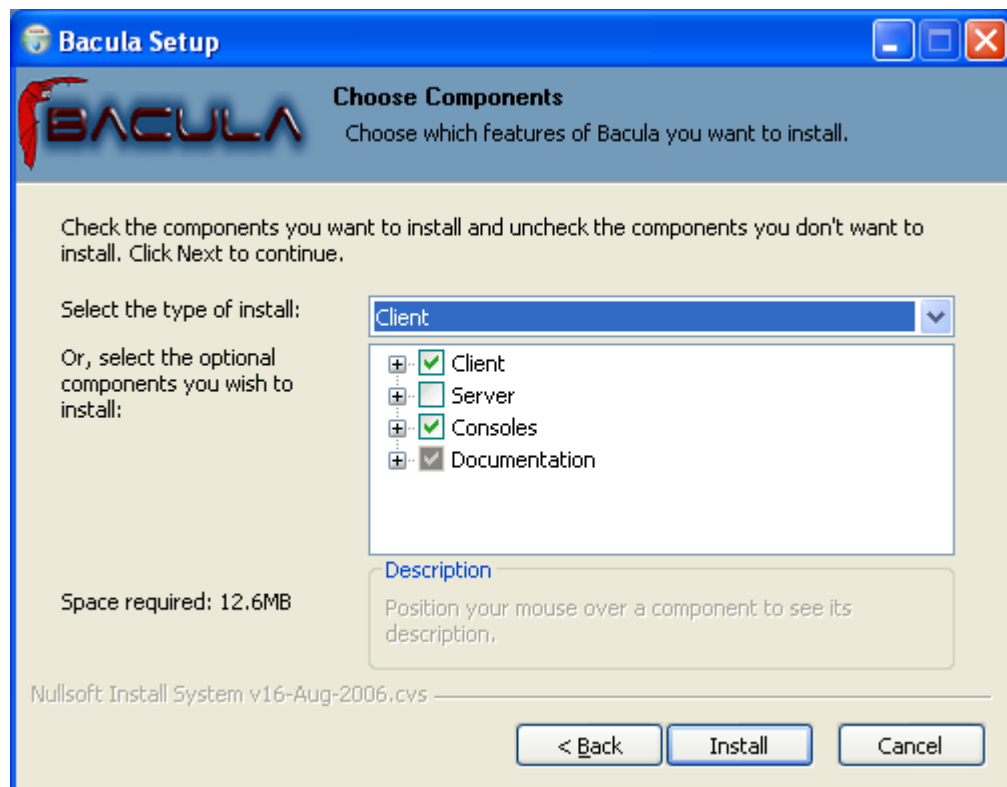 Bacula Setup
BACULA
Choose Components
Choose which features of Bacula you want to install.
Check the components you want to install and uncheck the components you don't want to
install. Click Next to continue.
Select the type of install:
Client
Or, select the optional
components you wish to
install:
Client
Server
Consoles
Documentation
Space required: 12.6MB
Description
Position your mouse over a component to see its
description.
Nullsoft Install System v16-Aug-2006.cvs
< Back
Install
Cancel